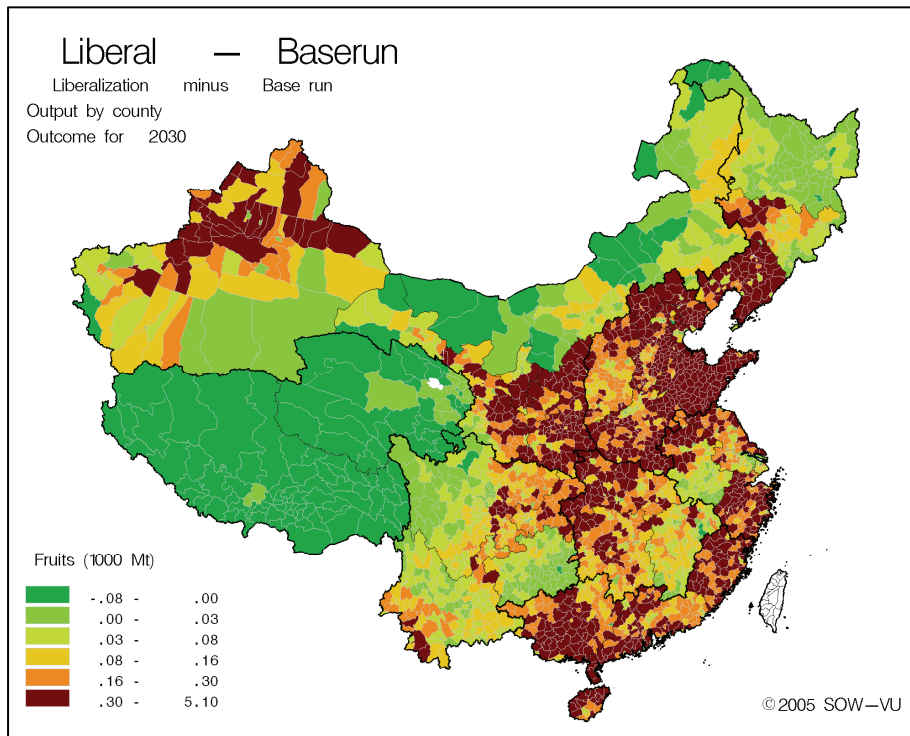 Liberal — Baserun
Liberalization minus Base run
Output by county
Outcome for 2030
Fruits (1000 Mt)
-.08 - .00
.00 - .03
.03 - .08
.08 - .16
.16 - .30
.30 - 5.10
©2005 SOW—VU